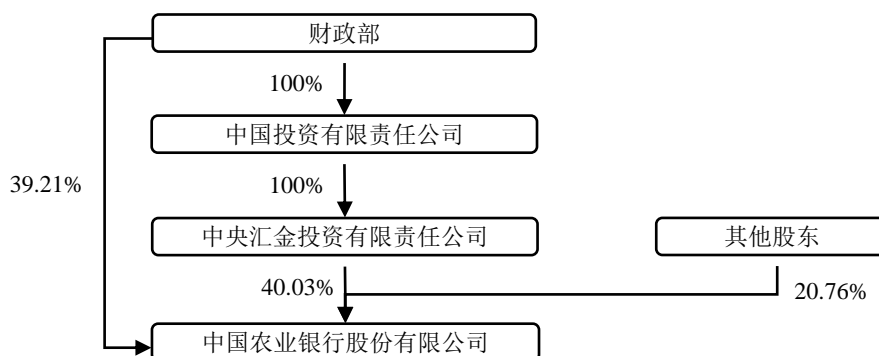 财政部
100%
中国投资有限责任公司
39.21%
100%
中央汇金投资有限责任公司
其他股东
40.03%
20.76%
中国农业银行股份有限公司